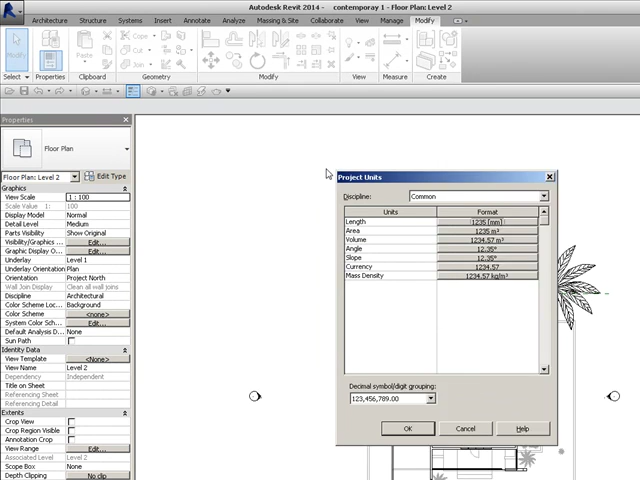 Autodesk Revit 2014 - contemporay 1 - Floor Plan: Level 2
Architecture Structure Systems Insert Annotate Analyze Massing & Site Collaborate View Manage Modify
Modify Properties Paste Cope Cut Join
Select Properties Clipboard Geometry Modify View Measure Create
Properties
Floor Plan
Floor Plan: Level 2 Edit Type
Graphics
View Scale 1 : 100
Scale Value 1: 100
Display Model Normal
Detail Level Medium
Parts Visibility Show Original
Visibility/Graphics ... Edit...
Graphic Display O... Edit...
Underlay Level 1
Underlay Orientation Plan
Orientation Project North
Wall Join Display Clean all wall joins
Discipline Architectural
Color Scheme Loc... Background
Color Scheme <none>
System Color Sch... Edit...
Default Analysis D... None
Sun Path
Identity Data
View Template <None>
View Name Level 2
Dependency Independent
Title on Sheet
Referencing Sheet
Referencing Detail
Extents
Crop View
Crop Region Visible
Annotation Crop
View Range Edit...
Associated Level Level 2
Scope Box None
Depth Clipping No clip
Project Units
Discipline: Common
Units Format
Length 1235 [mm]
Area 1235 m²
Volume 1234.57 m³
Angle 12.35°
Slope 12.35°
Currency 1234.57
Mass Density 1234.57 kg/m³
Decimal symbol/digit grouping:
123,456,789.00
OK Cancel Help